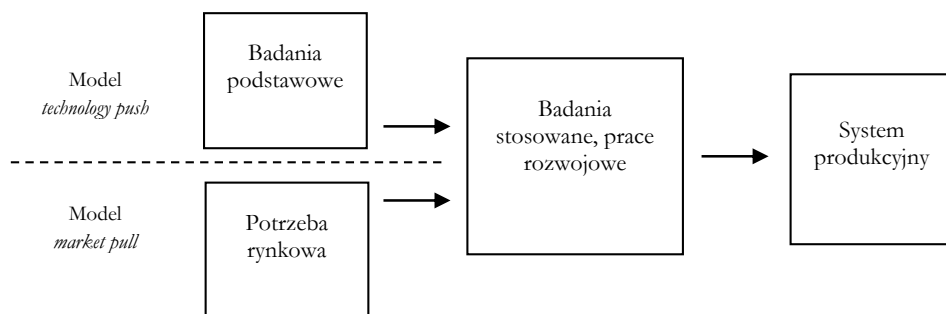 Model
technology push
Badania
podstawowe
Badania
stosowane, prace
rozwojowe
System
produkcyjny
Model
market pull
Potrzeba
rynkowa